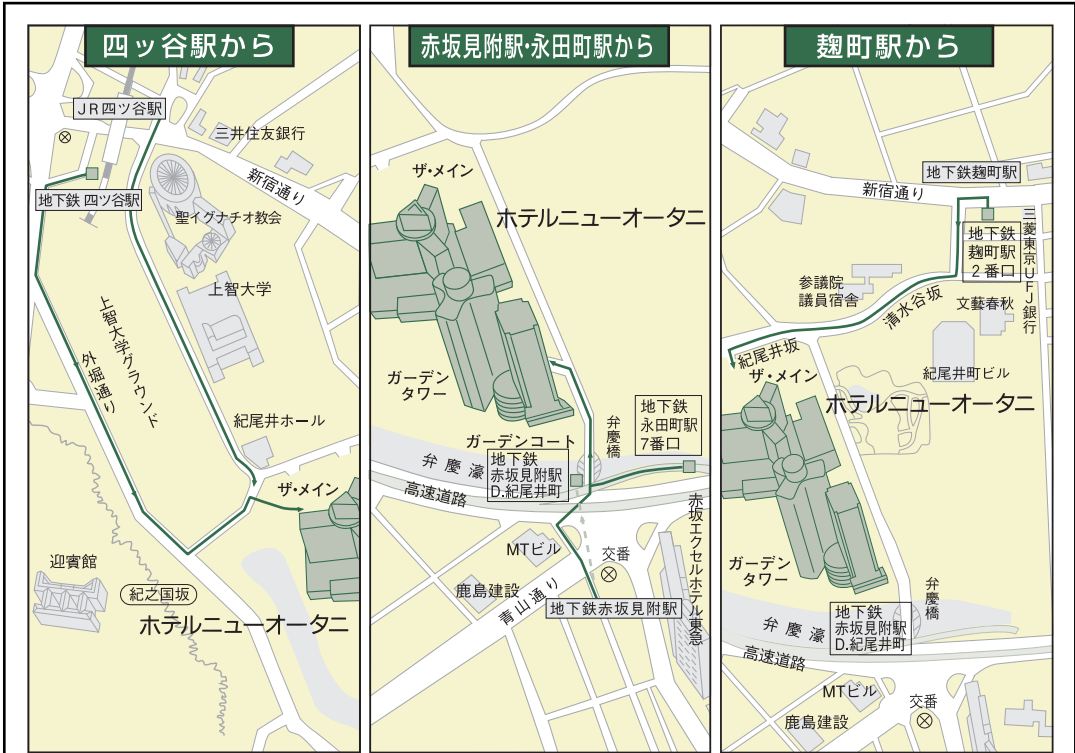 四ッ谷駅から
JR四ツ谷駅
三井住友銀行
新宿通り
地下鉄 四ツ谷駅
聖イグナチオ教会
上智大学
上智大学グラウンド
外堀通り
紀尾井ホール
ザ・メイン
迎賓館
紀之国坂
ホテルニューオータニ
赤坂見附駅・永田町駅から
ザ・メイン
ホテルニューオータニ
ガーデン
タワー
ガーデンコート
地下鉄
永田町駅
7番口
弁慶橋
弁慶濠
地下鉄
赤坂見附駅
D.紀尾井町
高速道路
MTビル
交番
鹿島建設
青山通り
地下鉄赤坂見附駅
赤坂エクセルホテル東急
麹町駅から
地下鉄麹町駅
新宿通り
地下鉄
麹町駅
2番口
三菱東京UFJ銀行
参議院
議員宿舎
清水谷坂
文藝春秋
紀尾井坂
紀尾井町ビル
ザ・メイン
ホテルニューオータニ
ガーデン
タワー
弁慶橋
地下鉄
赤坂見附駅
D.紀尾井町
弁慶濠
高速道路
MTビル
交番
鹿島建設